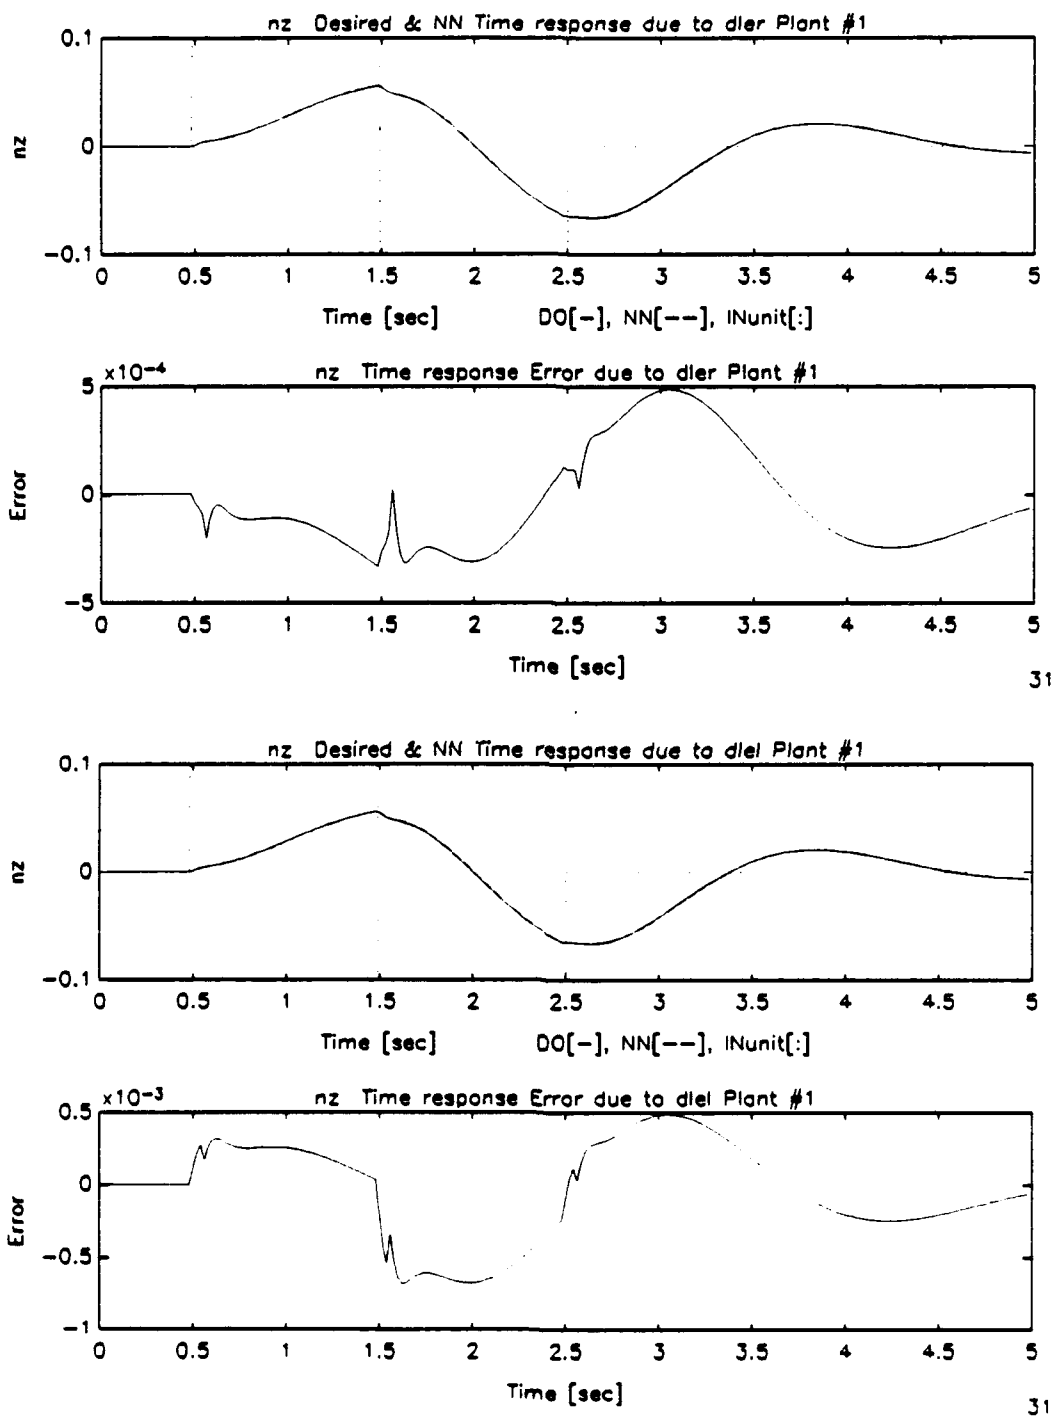 nz Desired & NN Time response due to dler Plant #1
0.1
nz
0
-0.1
0 0.5 1 1.5 2 2.5 3 3.5 4 4.5 5
Time [sec] DO[-], NN[--], INunit[:]
x10-4 nz Time response Error due to dler Plant #1
5
Error
0
-5
0 0.5 1 1.5 2 2.5 3 3.5 4 4.5 5
Time [sec]
31
nz Desired & NN Time response due to dlel Plant #1
0.1
nz
0
-0.1
0 0.5 1 1.5 2 2.5 3 3.5 4 4.5 5
Time [sec] DO[-], NN[--], INunit[:]
x10-3 nz Time response Error due to dlel Plant #1
0.5
0
Error
-0.5
-1
0 0.5 1 1.5 2 2.5 3 3.5 4 4.5 5
Time [sec]
31